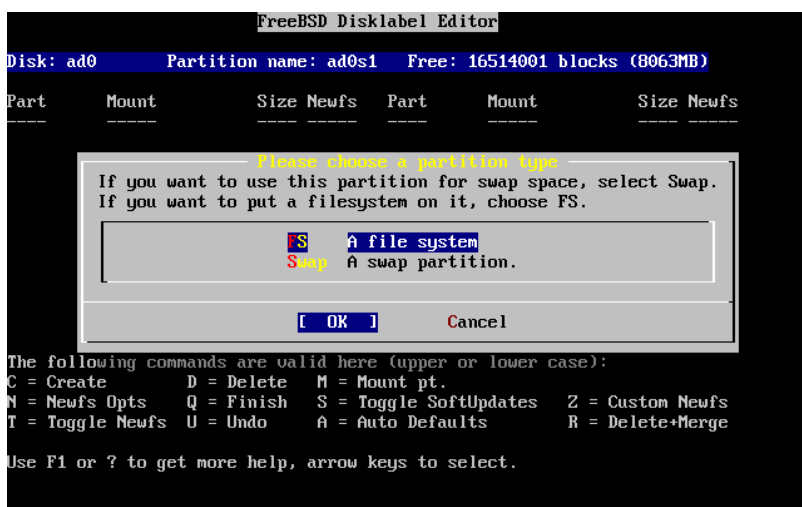 FreeBSD Disklabel Editor
Disk: ad0 Partition name: ad0s1 Free: 16514001 blocks (8063MB)
Part Mount Size Newfs Part Mount Size Newfs
---- ----- ---- ----- ---- ----- ---- -----
Please choose a partition type
If you want to use this partition for swap space, select Swap.
If you want to put a filesystem on it, choose FS.
FS A file system
Swap A swap partition.
[ OK ] Cancel
The following commands are valid here (upper or lower case):
C = Create D = Delete M = Mount pt.
N = Newfs Opts Q = Finish S = Toggle SoftUpdates Z = Custom Newfs
T = Toggle Newfs U = Undo A = Auto Defaults R = Delete+Merge
Use F1 or ? to get more help, arrow keys to select.